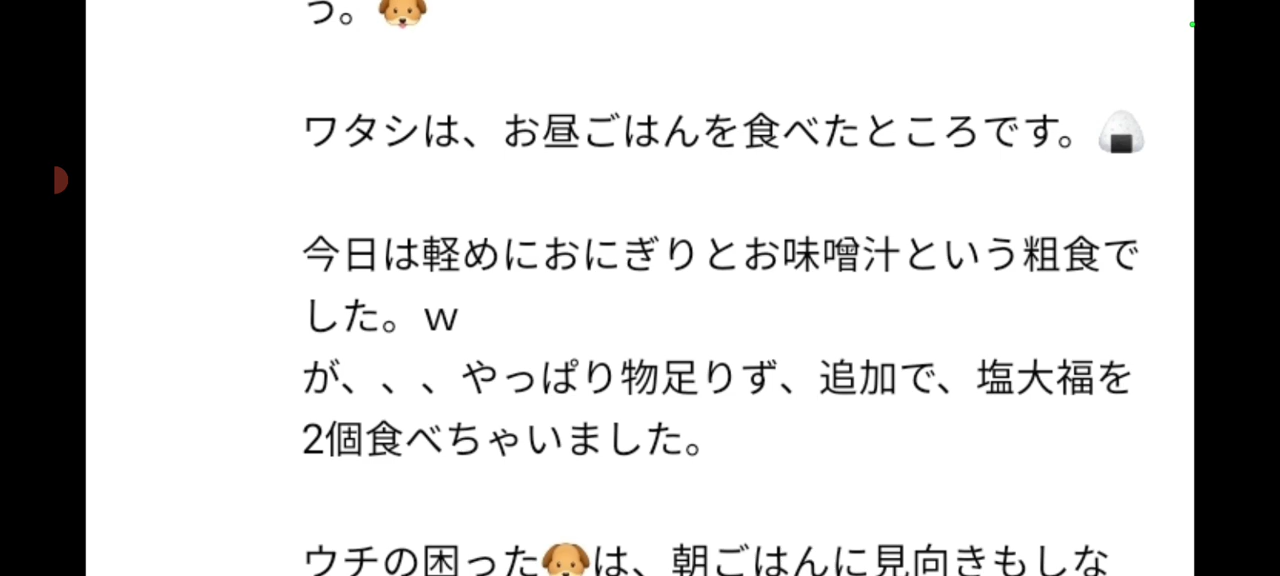 う。🐶
ワタシは、お昼ごはんを食べたところです。🍙
今日は軽めにおにぎりとお味噌汁という粗食で
した。w
が、、、やっぱり物足りず、追加で、塩大福を
2個食べちゃいました。
ウチの困った🐶は、朝ごはんに見向きもしな